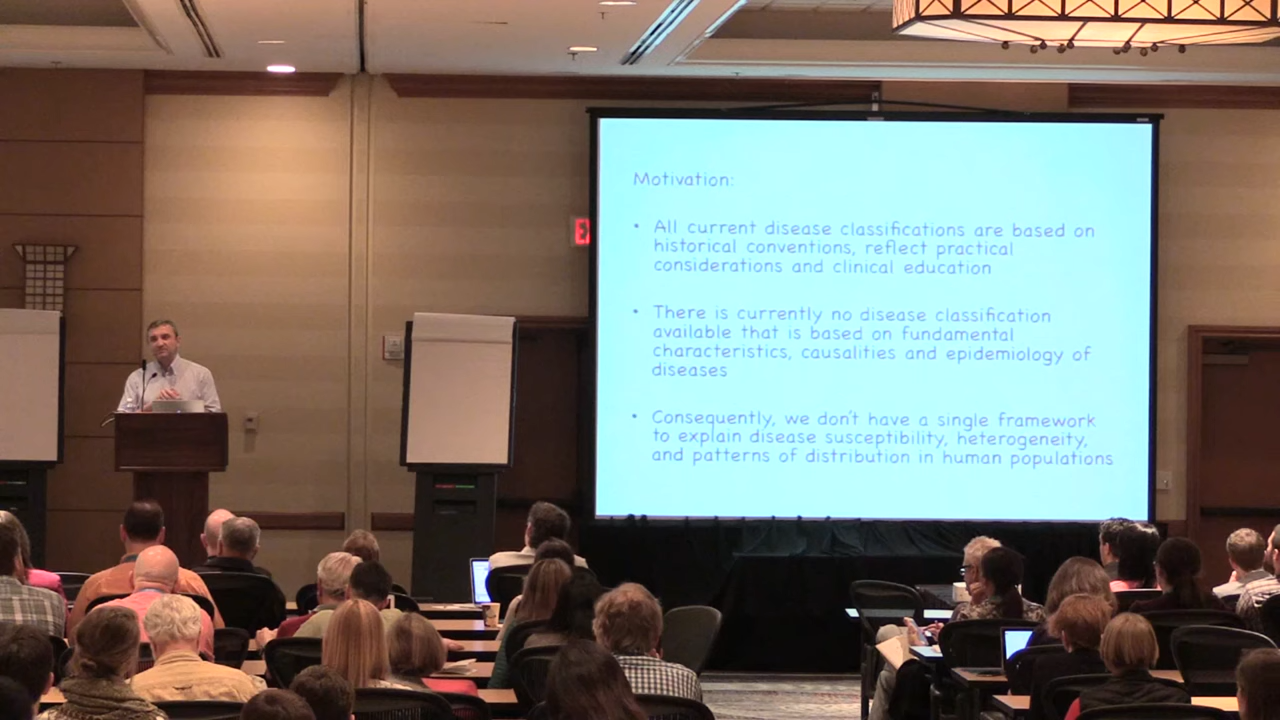 Motivation:
• All current disease classifications are based on
historical conventions, reflect practical
considerations and clinical education
• There is currently no disease classification
available that is based on fundamental
characteristics, causalities and epidemiology of
diseases
• Consequently, we don't have a single framework
to explain disease susceptibility, heterogeneity,
and patterns of distribution in human populations